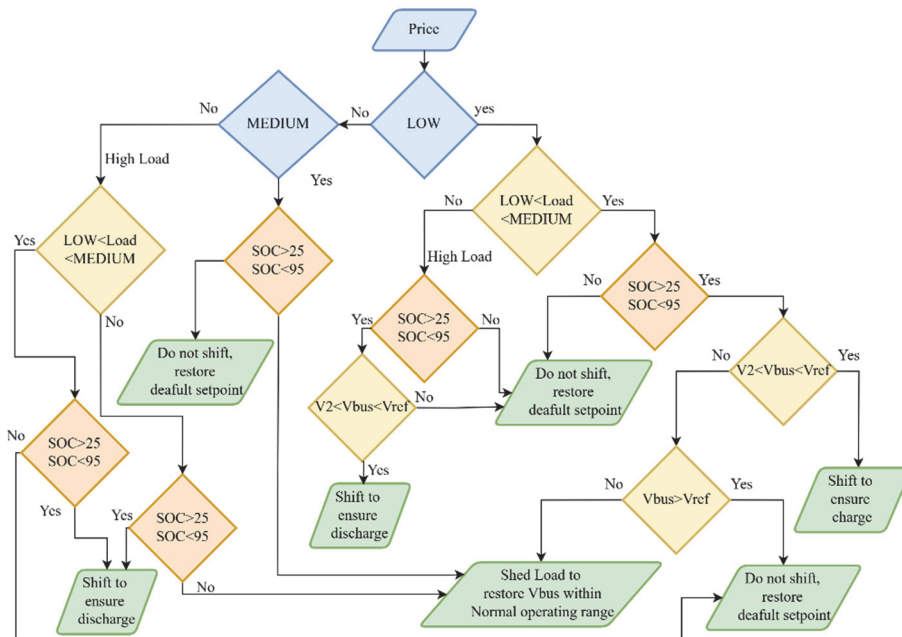 Price
LOW
No
yes
MEDIUM
No
High Load
Yes
LOW<Load
<MEDIUM
Yes
No
SOC>25
SOC<95
Do not shift,
restore
deafult setpoint
LOW<Load
<MEDIUM
No
Yes
High Load
SOC>25
SOC<95
Yes
No
SOC>25
SOC<95
No
Yes
Do not shift,
restore
deafult setpoint
V2<Vbus<Vref
No
Yes
Shift to
ensure
discharge
V2<Vbus<Vref
No
Yes
Shift to
ensure
charge
Vbus>Vref
No
Yes
SOC>25
SOC<95
No
Yes
SOC>25
SOC<95
Yes
No
Shift to
ensure
discharge
Shed Load to
restore Vbus within
Normal operating range
Do not shift,
restore
deafult setpoint